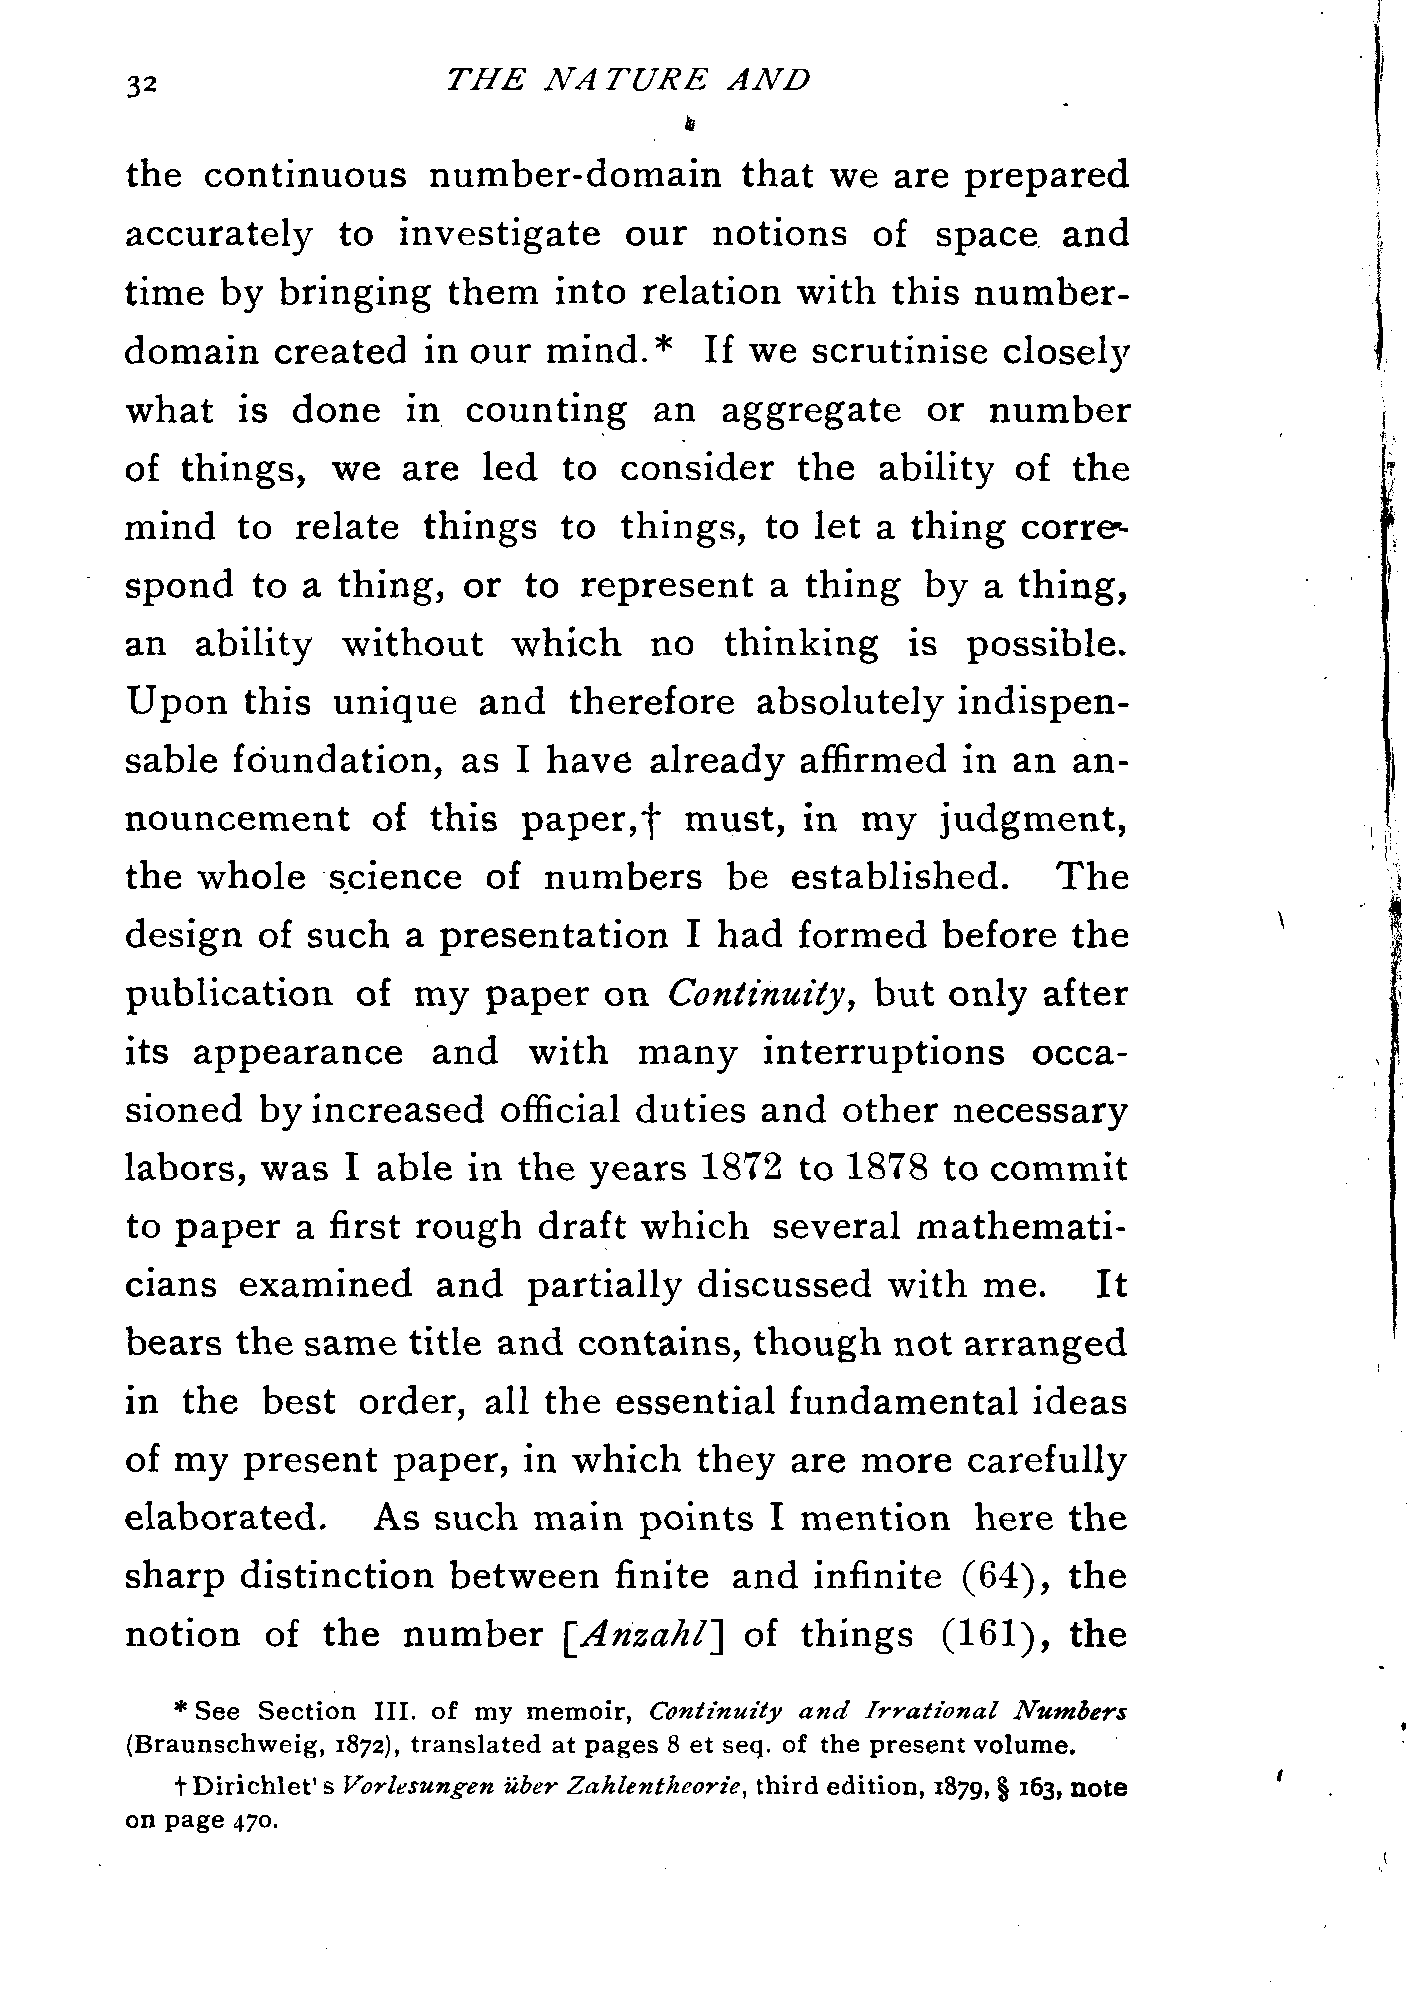 32 THE NATURE AND
the continuous number-domain that we are prepared
accurately to investigate our notions of space and
time by bringing them into relation with this number-
domain created in our mind.* If we scrutinise closely
what is done in counting an aggregate or number
of things, we are led to consider the ability of the
mind to relate things to things, to let a thing corre-
spond to a thing, or to represent a thing by a thing,
an ability without which no thinking is possible.
Upon this unique and therefore absolutely indispen-
sable foundation, as I have already affirmed in an an-
nouncement of this paper,† must, in my judgment,
the whole science of numbers be established. The
design of such a presentation I had formed before the
publication of my paper on Continuity, but only after
its appearance and with many interruptions occa-
sioned by increased official duties and other necessary
labors, was I able in the years 1872 to 1878 to commit
to paper a first rough draft which several mathemati-
cians examined and partially discussed with me. It
bears the same title and contains, though not arranged
in the best order, all the essential fundamental ideas
of my present paper, in which they are more carefully
elaborated. As such main points I mention here the
sharp distinction between finite and infinite (64), the
notion of the number [Anzahl] of things (161), the
* See Section III. of my memoir, Continuity and Irrational Numbers
(Braunschweig, 1872), translated at pages 8 et seq. of the present volume.
† Dirichlet's Vorlesungen über Zahlentheorie, third edition, 1879, § 163, note
on page 470.